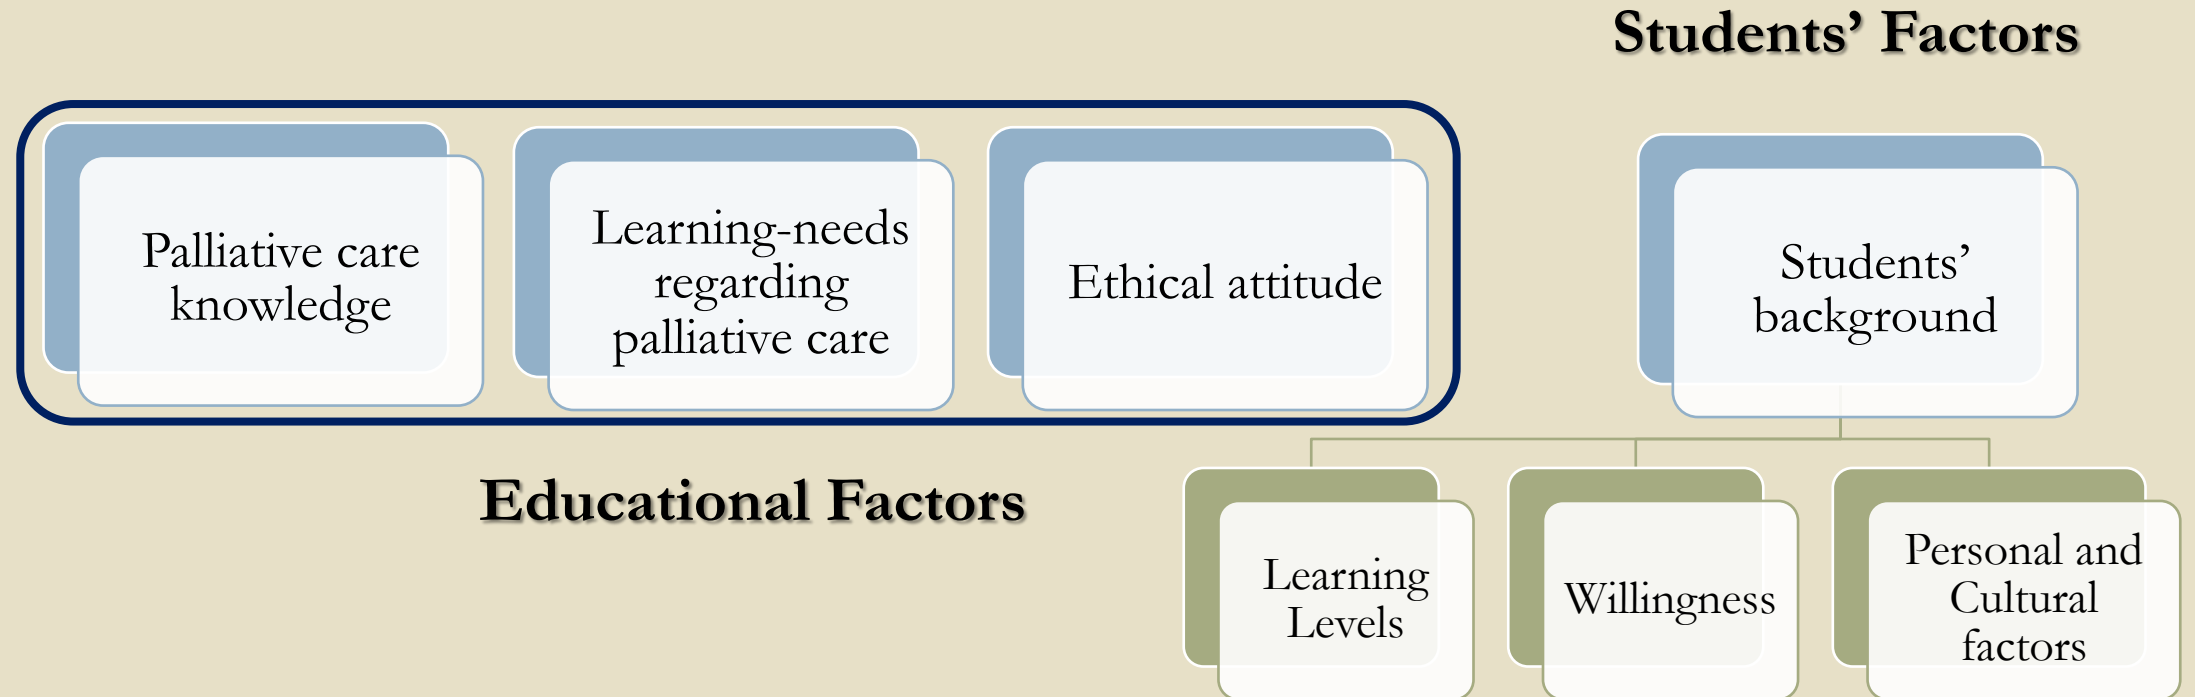 Students’ Factors
Palliative care
knowledge
Learning-needs
regarding
palliative care
Ethical attitude
Students’
background
Educational Factors
Learning
Levels
Willingness
Personal and
Cultural
factors